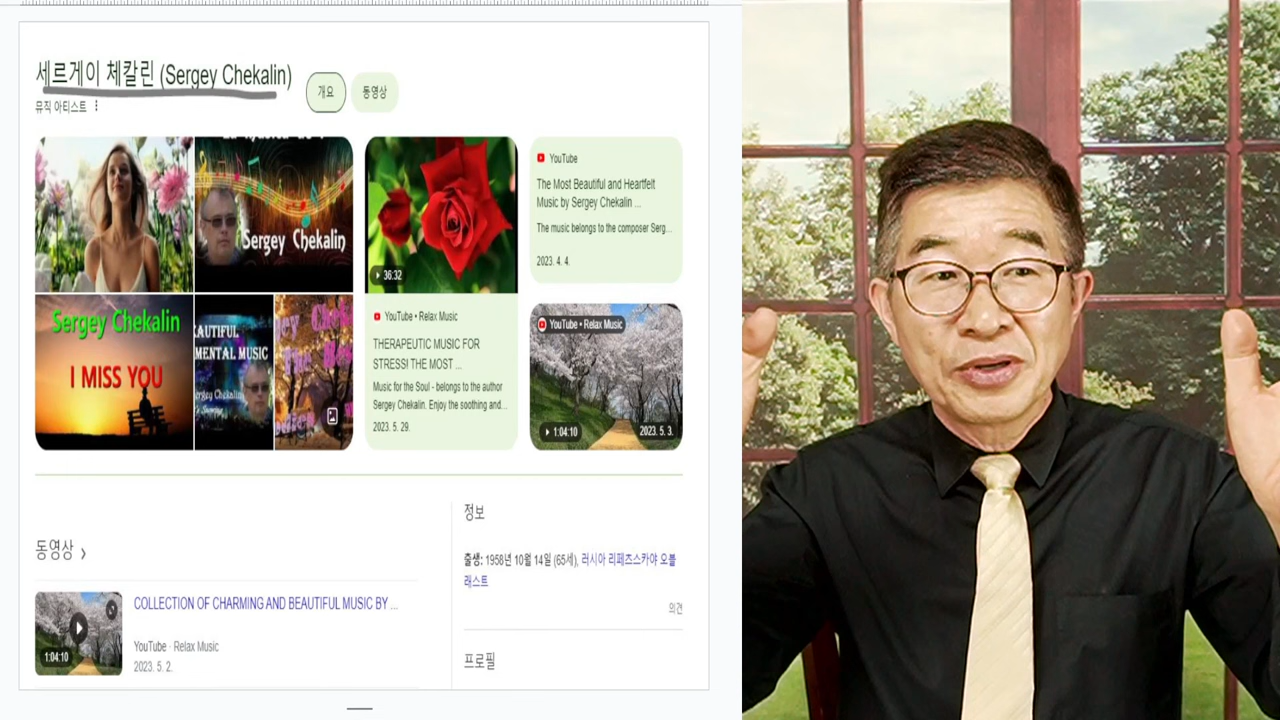 세르게이 체칼린 (Sergey Chekalin)
뮤직 아티스트
개요
동영상
Sergey Chekalin
Sergey Chekalin
I MISS YOU
MENTAL MUSIC
36:32
YouTube • Relax Music
THERAPEUTIC MUSIC FOR
STRESS! THE MOST ...
Music for the Soul - belongs to the author
Sergey Chekalin. Enjoy the soothing and...
2023. 5. 29.
YouTube
The Most Beautiful and Heartfelt
Music by Sergey Chekalin ...
The music belongs to the composer Serg...
2023. 4. 4.
YouTube • Relax Music
1:04:10
2023. 5. 3.
동영상 >
1:04:10
COLLECTION OF CHARMING AND BEAUTIFUL MUSIC BY ...
YouTube · Relax Music
2023. 5. 2.
정보
출생: 1958년 10월 14일 (65세), 러시아 리페츠스카야 오블
래스트
의견
프로필